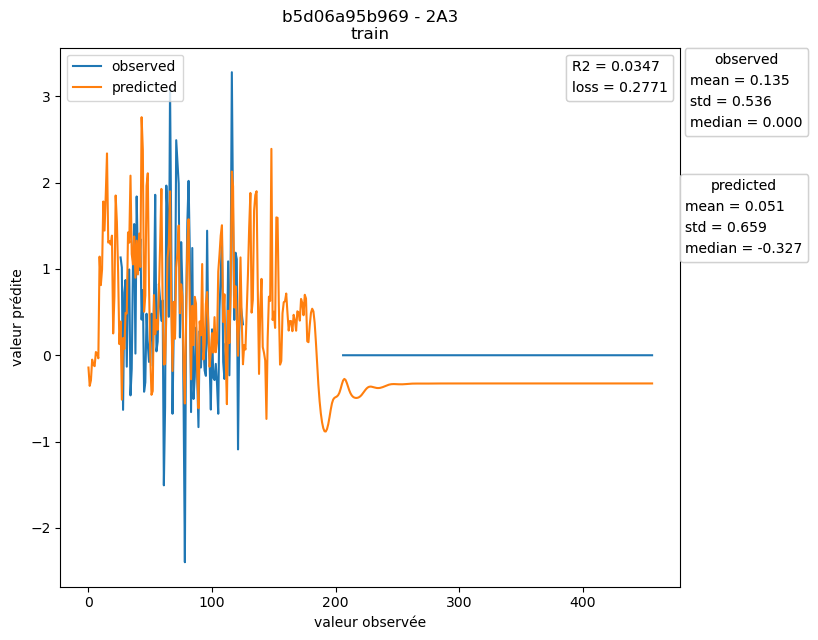 b5d06a95b969 - 2A3
train
observed
predicted
R2 = 0.0347
loss = 0.2771
observed
mean = 0.135
std = 0.536
median = 0.000
predicted
mean = 0.051
std = 0.659
median = -0.327
valeur prédite
3
2
1
0
−1
−2
0
100
200
300
400
valeur observée